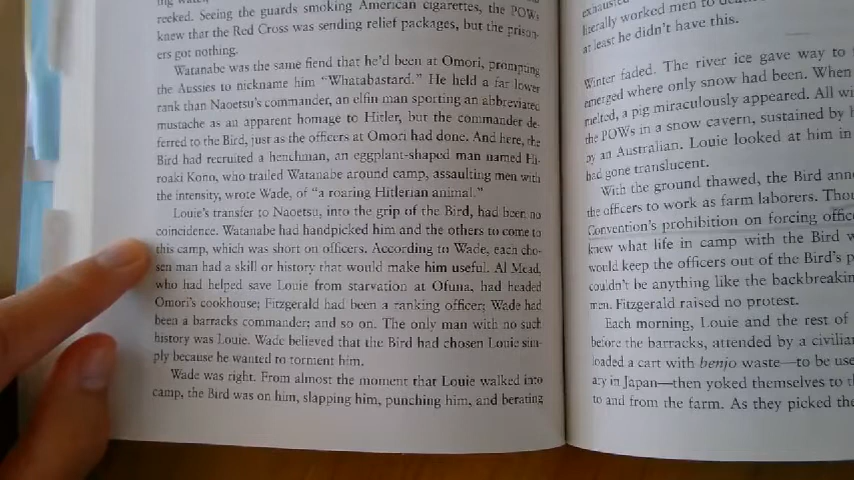 reeked. Seeing the guards smoking American cigarettes, the POWs
knew that the Red Cross was sending relief packages, but the prison-
ers got nothing.
Watanabe was the same fiend that he'd been at Omori, prompting
the Aussies to nickname him "Whatabastard." He held a far lower
rank than Naoetsu's commander, an elfin man sporting an abbreviated
mustache as an apparent homage to Hitler, but the commander de-
ferred to the Bird, just as the officers at Omori had done. And here, the
Bird had recruited a henchman, an eggplant-shaped man named Hi-
roaki Kono, who trailed Watanabe around camp, assaulting men with
the intensity, wrote Wade, of "a roaring Hitlerian animal."
Louie's transfer to Naoetsu, into the grip of the Bird, had been no
coincidence. Watanabe had handpicked him and the others to come to
this camp, which was short on officers. According to Wade, each cho-
sen man had a skill or history that would make him useful. Al Mead,
who had helped save Louie from starvation at Ofuna, had headed
Omori's cookhouse; Fitzgerald had been a ranking officer; Wade had
been a barracks commander; and so on. The only man with no such
history was Louie. Wade believed that the Bird had chosen Louie sim-
ply because he wanted to torment him.
Wade was right. From almost the moment that Louie walked into
camp, the Bird was on him, slapping him, punching him, and berating
exhausted
literally worked men to
at least he didn't have this.
Winter faded. The river ice gave way to
emerged where only snow had been. When
melted, a pig miraculously appeared. All wi
the POWs in a snow cavern, sustained by
by an Australian. Louie looked at him in
had gone translucent.
With the ground thawed, the Bird ann
the officers to work as farm laborers. Thou
Convention's prohibition on forcing office
knew what life in camp with the Bird w
would keep the officers out of the Bird's p
couldn't be anything like the backbreakin
men. Fitzgerald raised no protest.
Each morning, Louie and the rest of
before the barracks, attended by a civilia
loaded a cart with benjo waste—to be use
ary in Japan—then yoked themselves to th
to and from the farm. As they picked the